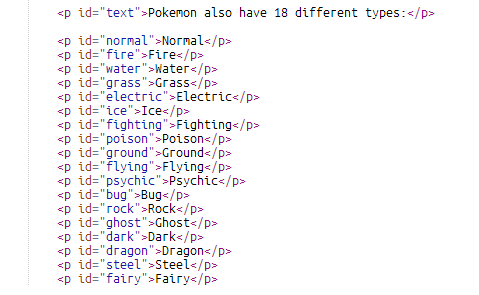 <p id="text">Pokemon also have 18 different types:</p>
<p id="normal">Normal</p>
<p id="fire">Fire</p>
<p id="water">Water</p>
<p id="grass">Grass</p>
<p id="electric">Electric</p>
<p id="ice">Ice</p>
<p id="fighting">Fighting</p>
<p id="poison">Poison</p>
<p id="ground">Ground</p>
<p id="flying">Flying</p>
<p id="psychic">Psychic</p>
<p id="bug">Bug</p>
<p id="rock">Rock</p>
<p id="ghost">Ghost</p>
<p id="dark">Dark</p>
<p id="dragon">Dragon</p>
<p id="steel">Steel</p>
<p id="fairy">Fairy</p>